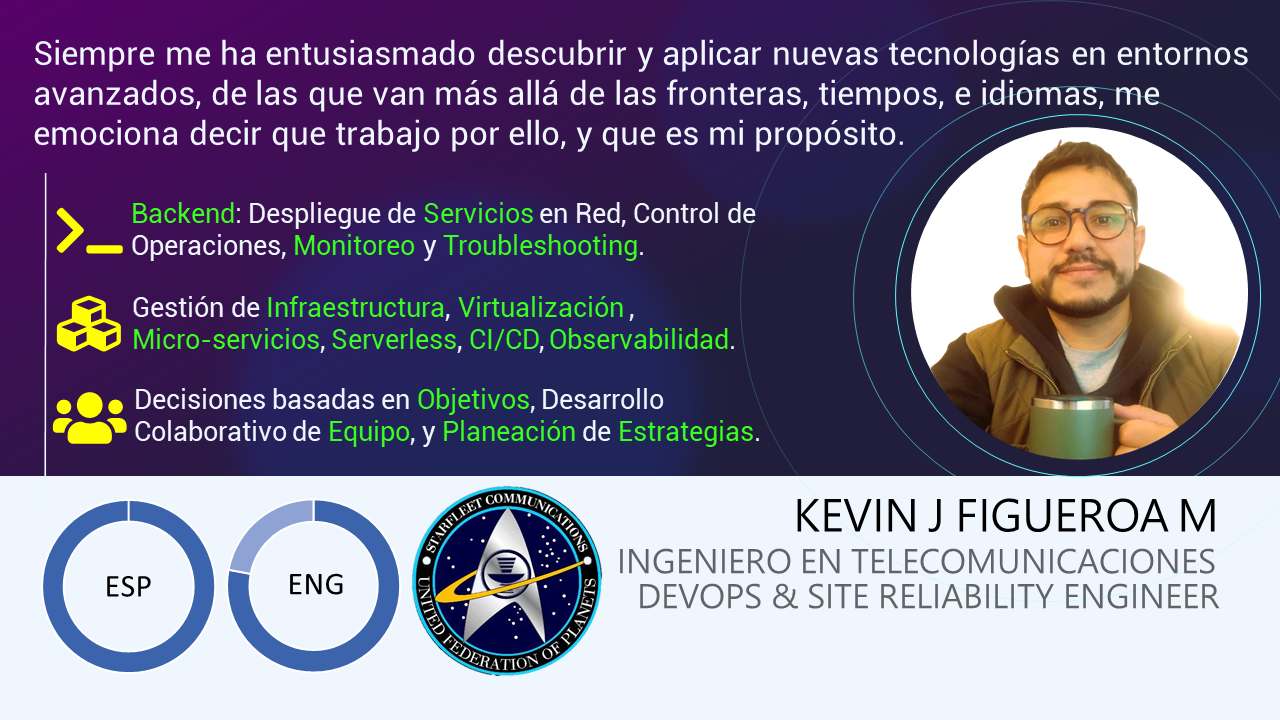 Siempre me ha entusiasmado descubrir y aplicar nuevas tecnologías en entornos
avanzados, de las que van más allá de las fronteras, tiempos, e idiomas, me
emociona decir que trabajo por ello, y que es mi propósito.
Backend: Despliegue de Servicios en Red, Control de
Operaciones, Monitoreo y Troubleshooting.
Gestión de Infraestructura, Virtualización ,
Micro-servicios, Serverless, CI/CD, Observabilidad.
Decisiones basadas en Objetivos, Desarrollo
Colaborativo de Equipo, y Planeación de Estrategias.
ESP
ENG
STARFLEET COMMUNICATIONS
UNITED FEDERATION OF PLANETS
KEVIN J FIGUEROA M
INGENIERO EN TELECOMUNICACIONES
DEVOPS & SITE RELIABILITY ENGINEER